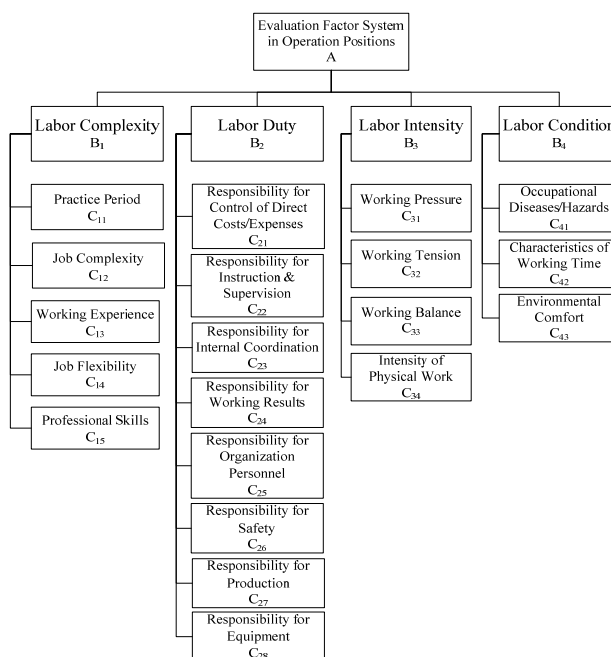 Evaluation Factor System
in Operation Positions
A
Labor Complexity
B1
Practice Period
C11
Job Complexity
C12
Working Experience
C13
Job Flexibility
C14
Professional Skills
C15
Labor Duty
B2
Responsibility for
Control of Direct
Costs/Expenses
C21
Responsibility for
Instruction &
Supervision
C22
Responsibility for
Internal Coordination
C23
Responsibility for
Working Results
C24
Responsibility for
Organization
Personnel
C25
Responsibility for
Safety
C26
Responsibility for
Production
C27
Responsibility for
Equipment
C28
Labor Intensity
B3
Working Pressure
C31
Working Tension
C32
Working Balance
C33
Intensity of
Physical Work
C34
Labor Condition
B4
Occupational
Diseases/Hazards
C41
Characteristics of
Working Time
C42
Environmental
Comfort
C43